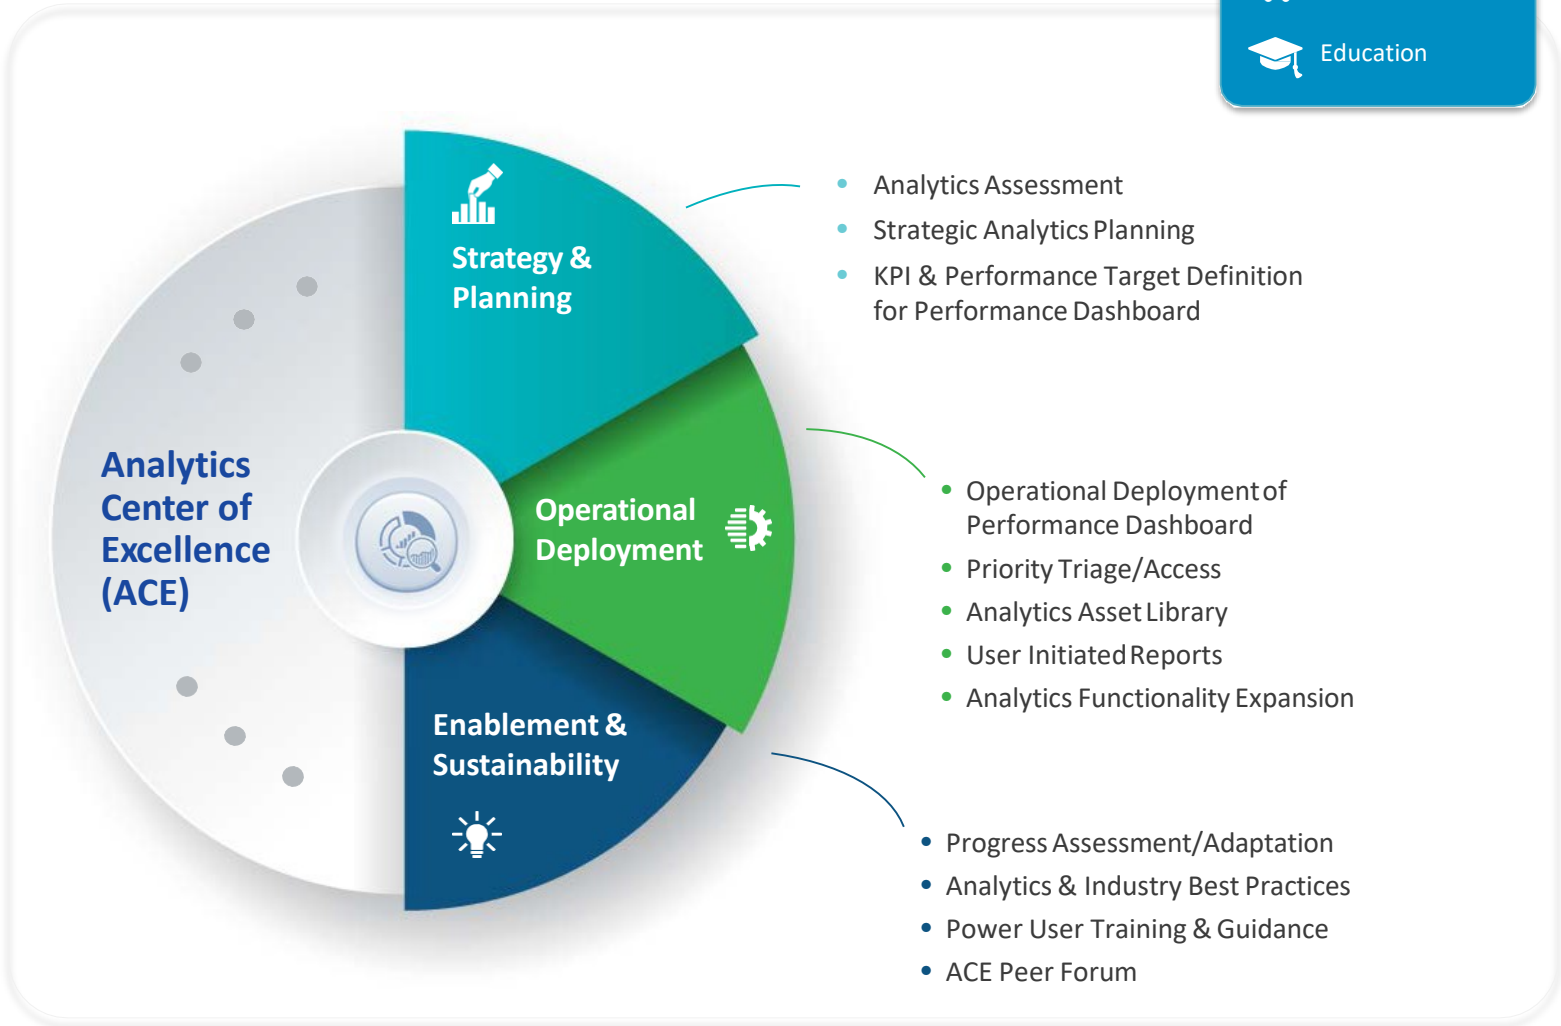 Education
Strategy &
Planning
• Analytics Assessment
• Strategic Analytics Planning
• KPI & Performance Target Definition
for Performance Dashboard
Analytics
Center of
Excellence
(ACE)
Operational
Deployment
• Operational Deployment of
Performance Dashboard
• Priority Triage/Access
• Analytics Asset Library
• User Initiated Reports
• Analytics Functionality Expansion
Enablement &
Sustainability
• Progress Assessment/Adaptation
• Analytics & Industry Best Practices
• Power User Training & Guidance
• ACE Peer Forum